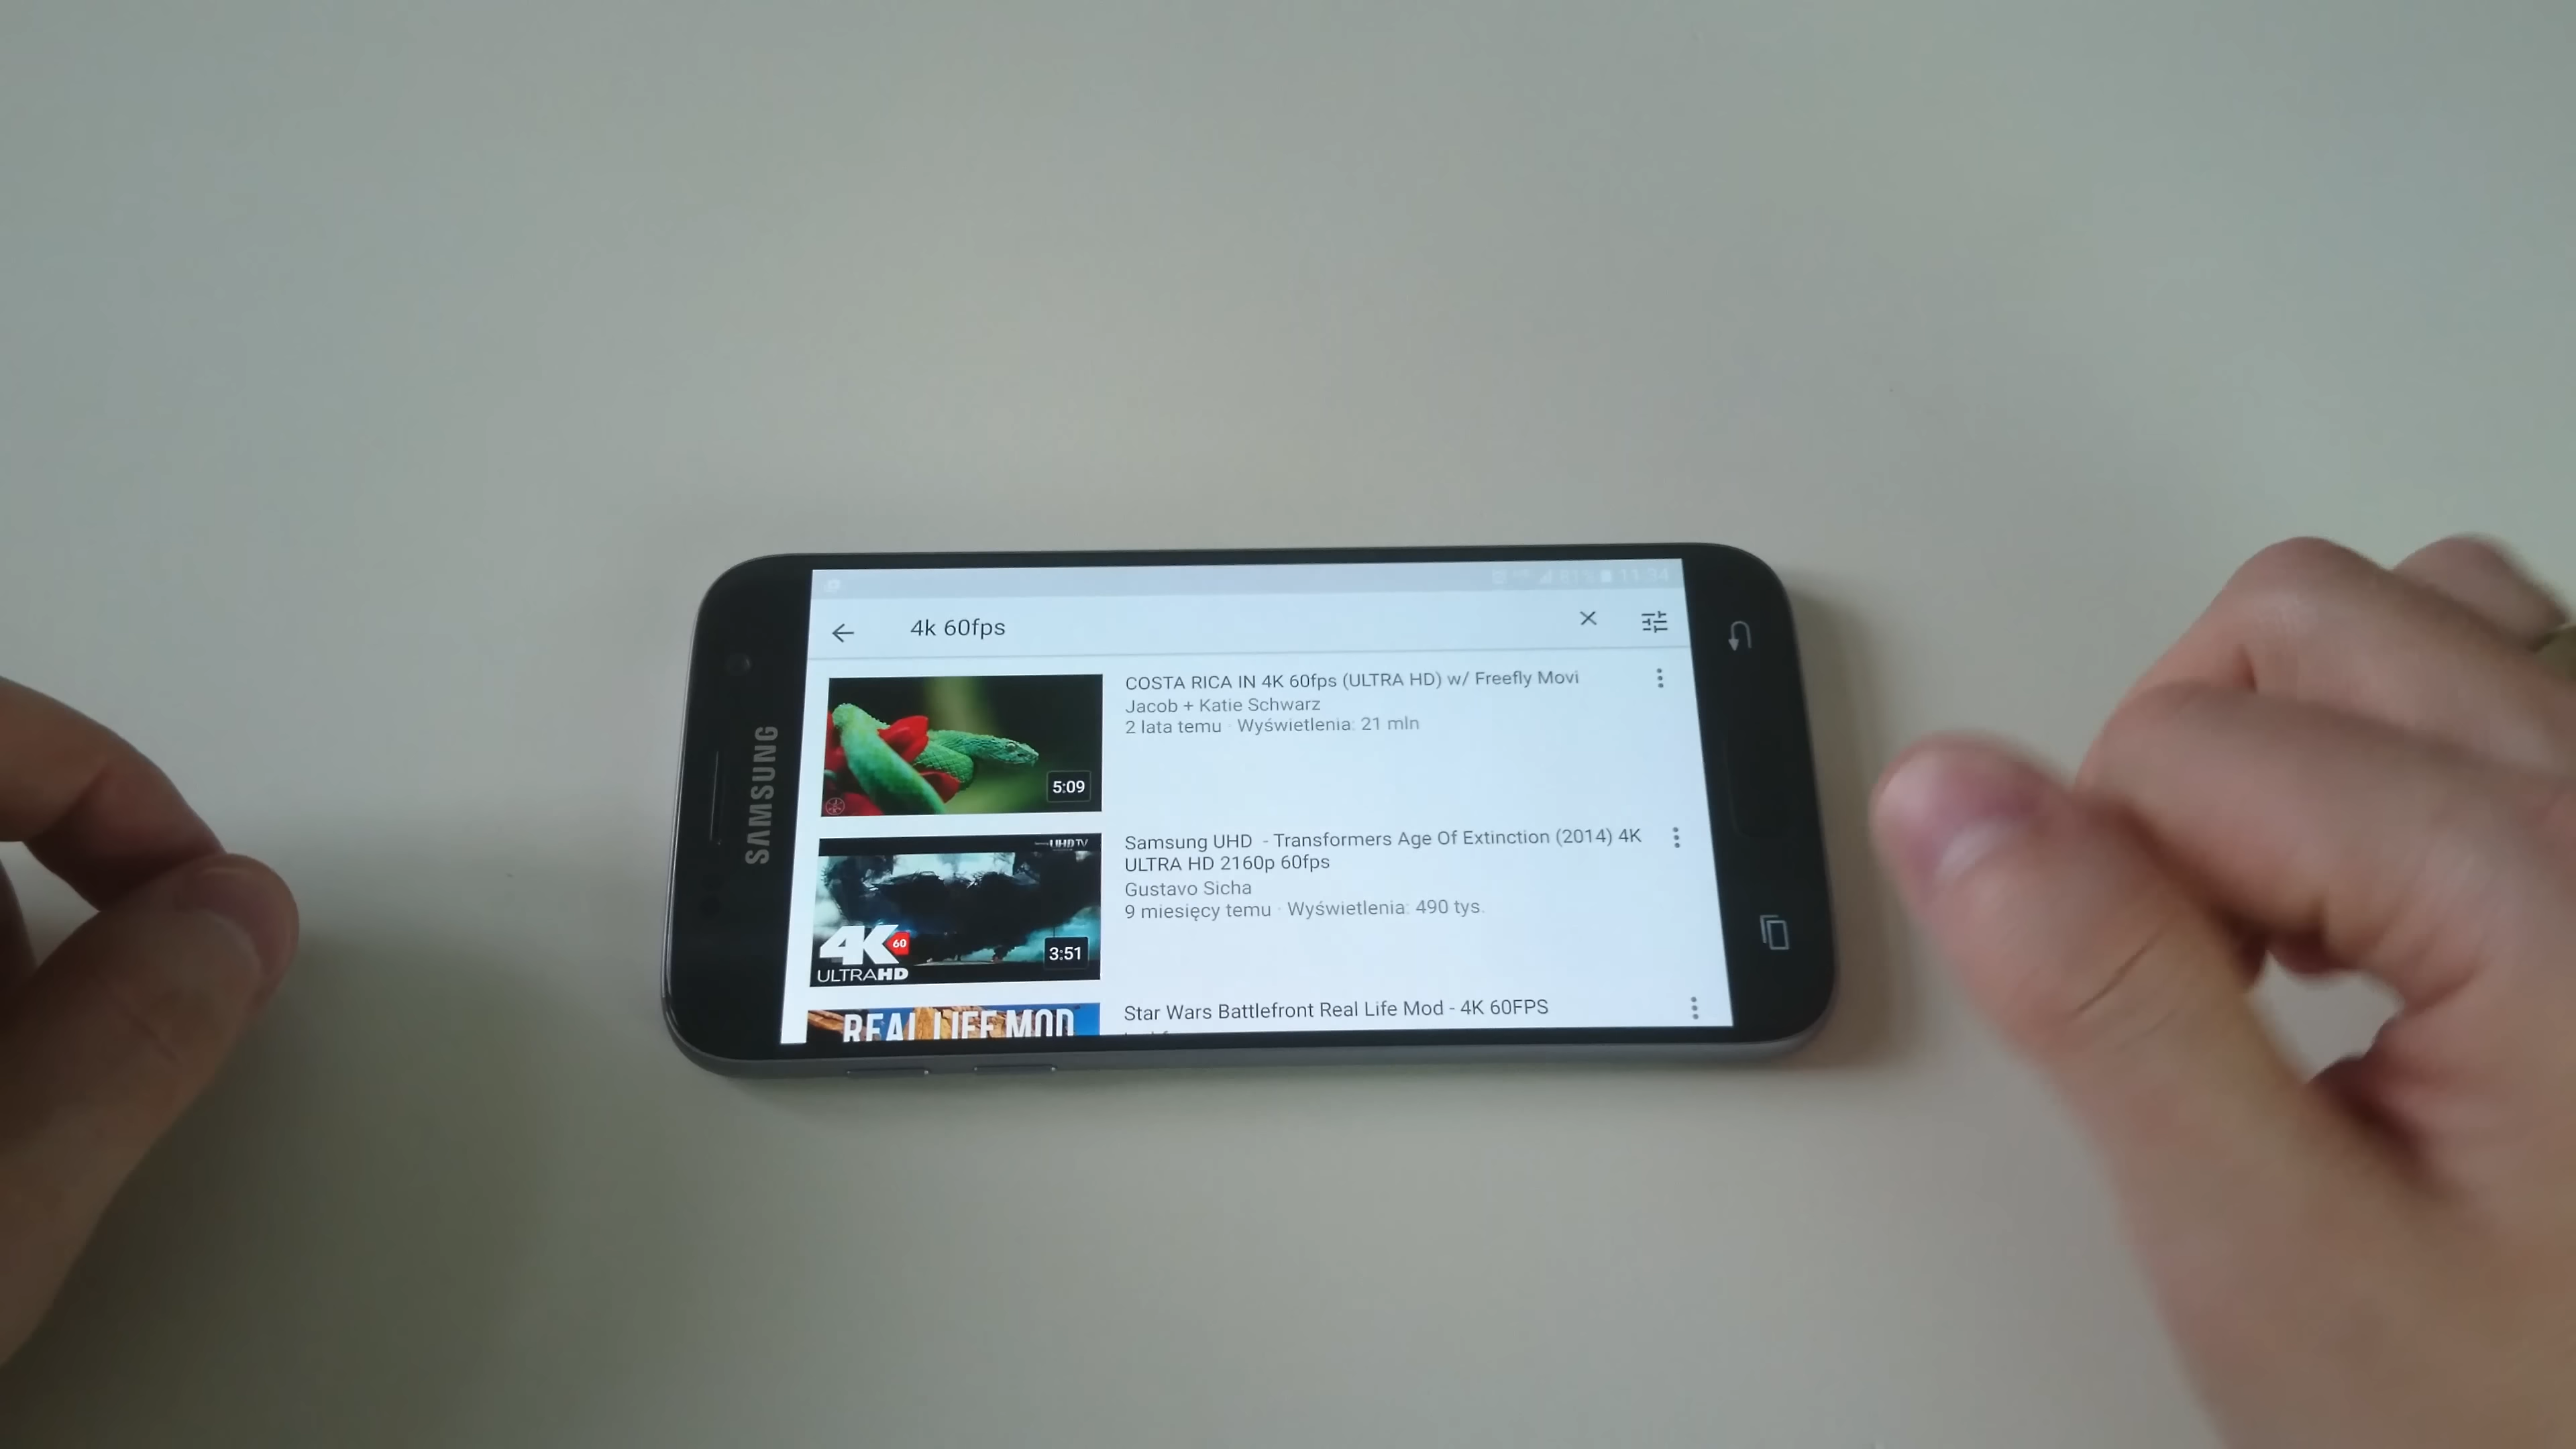 SAMSUNG
81% 11:34
4k 60fps
COSTA RICA IN 4K 60fps (ULTRA HD) w/ Freefly Movi
Jacob + Katie Schwarz
2 lata temu · Wyświetlenia: 21 mln
5:09
Samsung UHD - Transformers Age Of Extinction (2014) 4K
ULTRA HD 2160p 60fps
Gustavo Sicha
9 miesięcy temu · Wyświetlenia: 490 tys.
UHD TV
4K 60
ULTRAHD
3:51
Star Wars Battlefront Real Life Mod - 4K 60FPS
REAL LIFE MOD